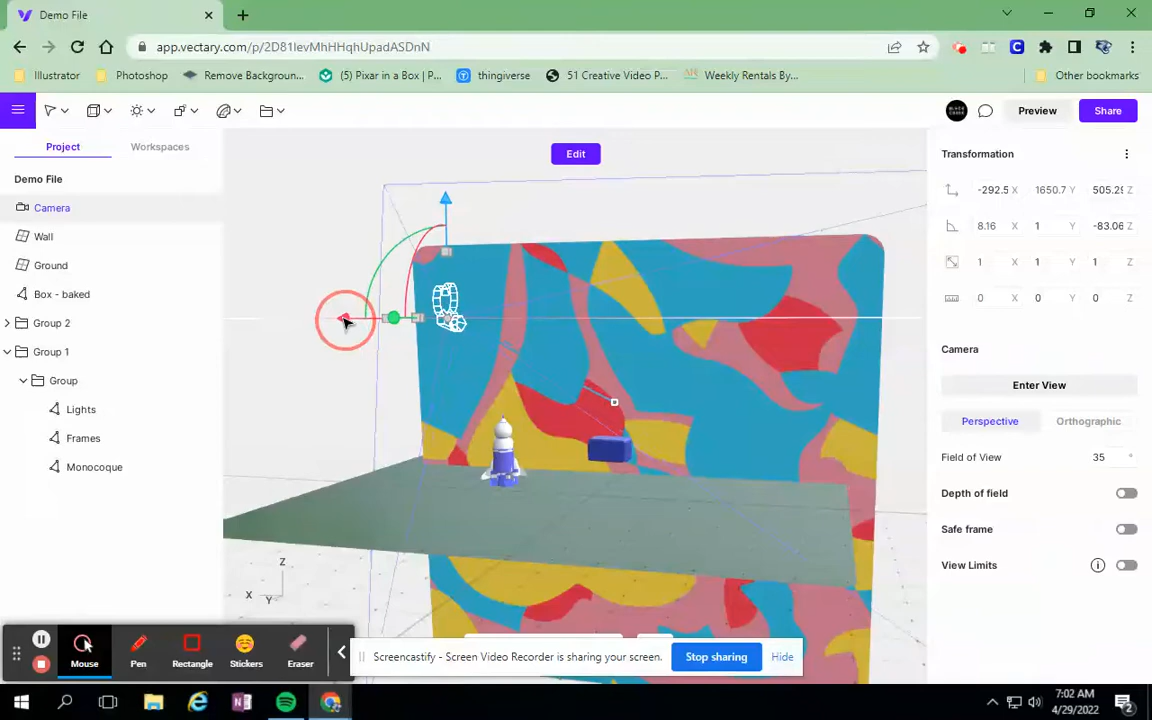 Demo File
app.vectary.com/p/2D81IevMhHHqhUpadASDnN
Illustrator
Photoshop
Remove Backgroun...
(5) Pixar in a Box | P...
thingiverse
51 Creative Video P...
Weekly Rentals By...
Other bookmarks
Preview
Share
Project
Workspaces
Edit
Transformation
Demo File
-292.5 X 1650.7 Y 505.29 Z
Camera
8.16 X 1 Y -83.06 Z
Wall
1 X 1 Y 1 Z
Ground
0 X 0 Y 0 Z
Box - baked
Group 2
Group 1
Camera
Group
Enter View
Lights
Perspective
Orthographic
Frames
Field of View 35 °
Monocoque
Depth of field
Safe frame
View Limits
Z
X
Y
Mouse
Pen
Rectangle
Stickers
Eraser
Screencastify - Screen Video Recorder is sharing your screen.
Stop sharing
Hide
7:02 AM
4/29/2022
2